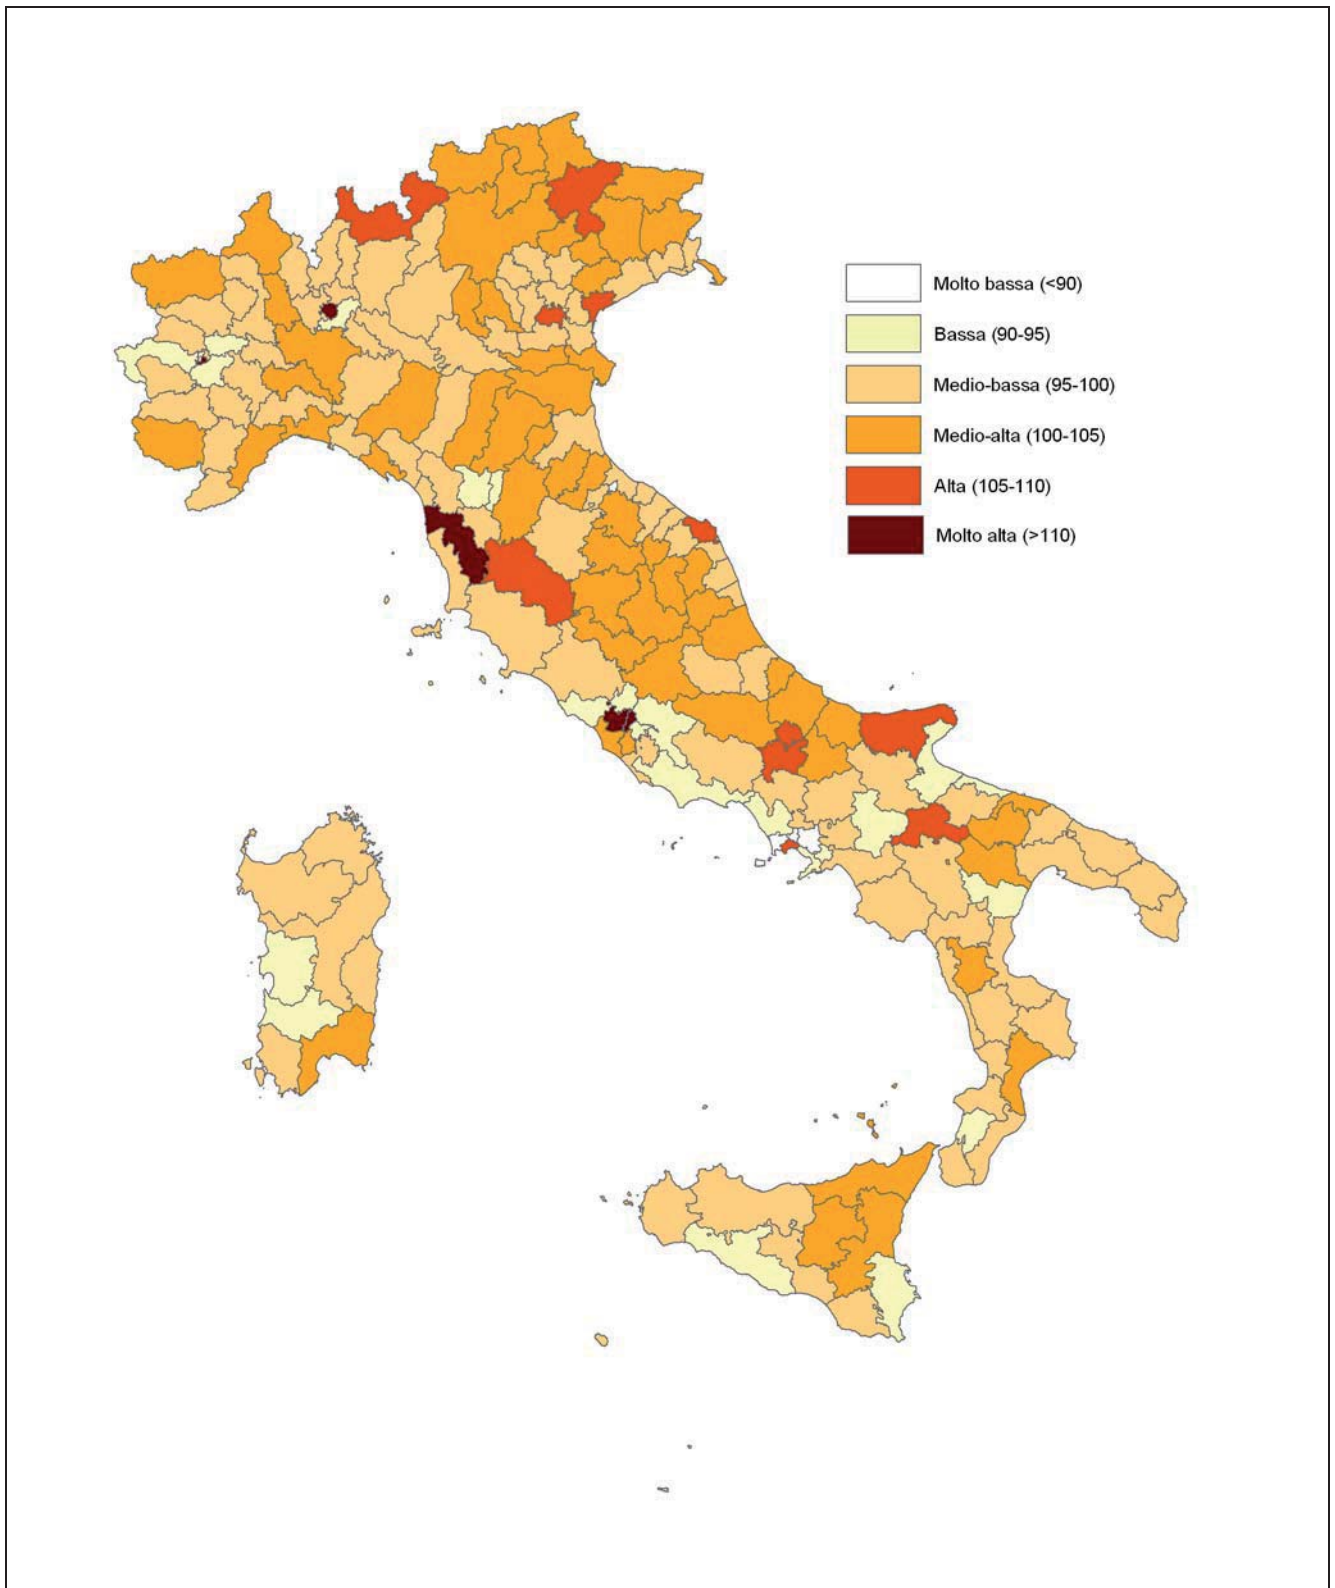 Molto bassa (<90)
Bassa (90-95)
Medio-bassa (95-100)
Medio-alta (100-105)
Alta (105-110)
Molto alta (>110)